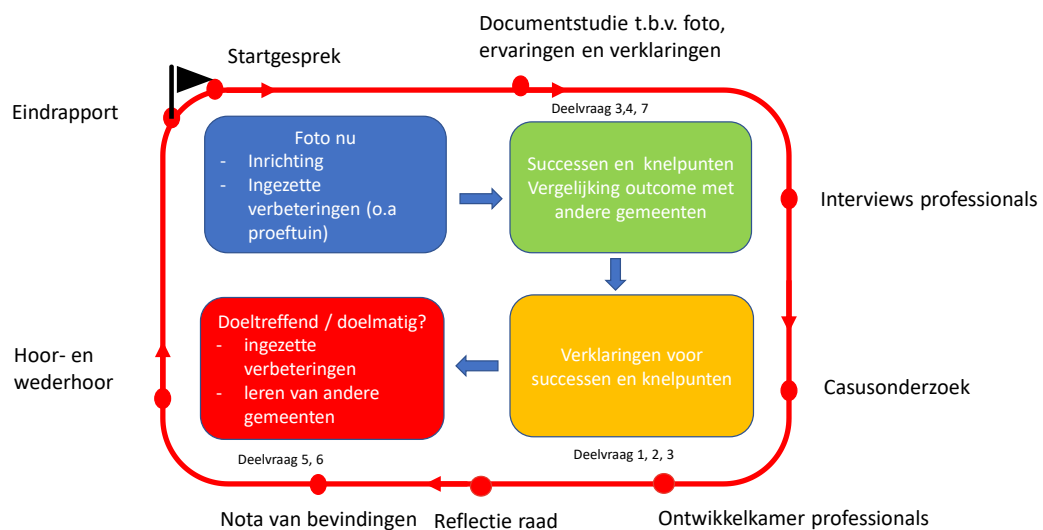 Startgesprek
Documentstudie t.b.v. foto,
ervaringen en verklaringen
Eindrapport
Deelvraag 3,4, 7
Foto nu
- Inrichting
- Ingezette
verbeteringen (o.a
proeftuin)
Successen en knelpunten
Vergelijking outcome met
andere gemeenten
Interviews professionals
Doeltreffend / doelmatig?
- ingezette
verbeteringen
- leren van andere
gemeenten
Verklaringen voor
successen en knelpunten
Hoor- en
wederhoor
Casusonderzoek
Deelvraag 5, 6
Deelvraag 1, 2, 3
Nota van bevindingen
Reflectie raad
Ontwikkelkamer professionals